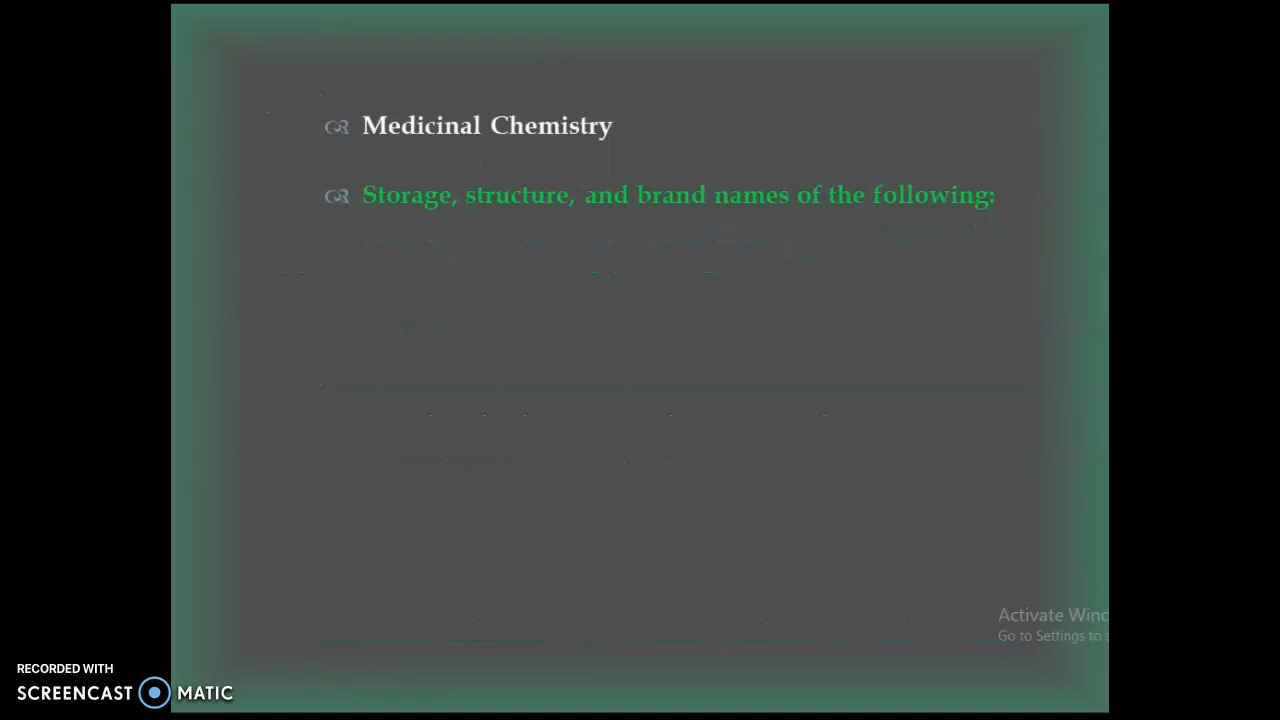 Medicinal Chemistry
Storage, structure, and brand names of the following:
Activate Wind
Go to Settings to a
RECORDED WITH
SCREENCAST MATIC